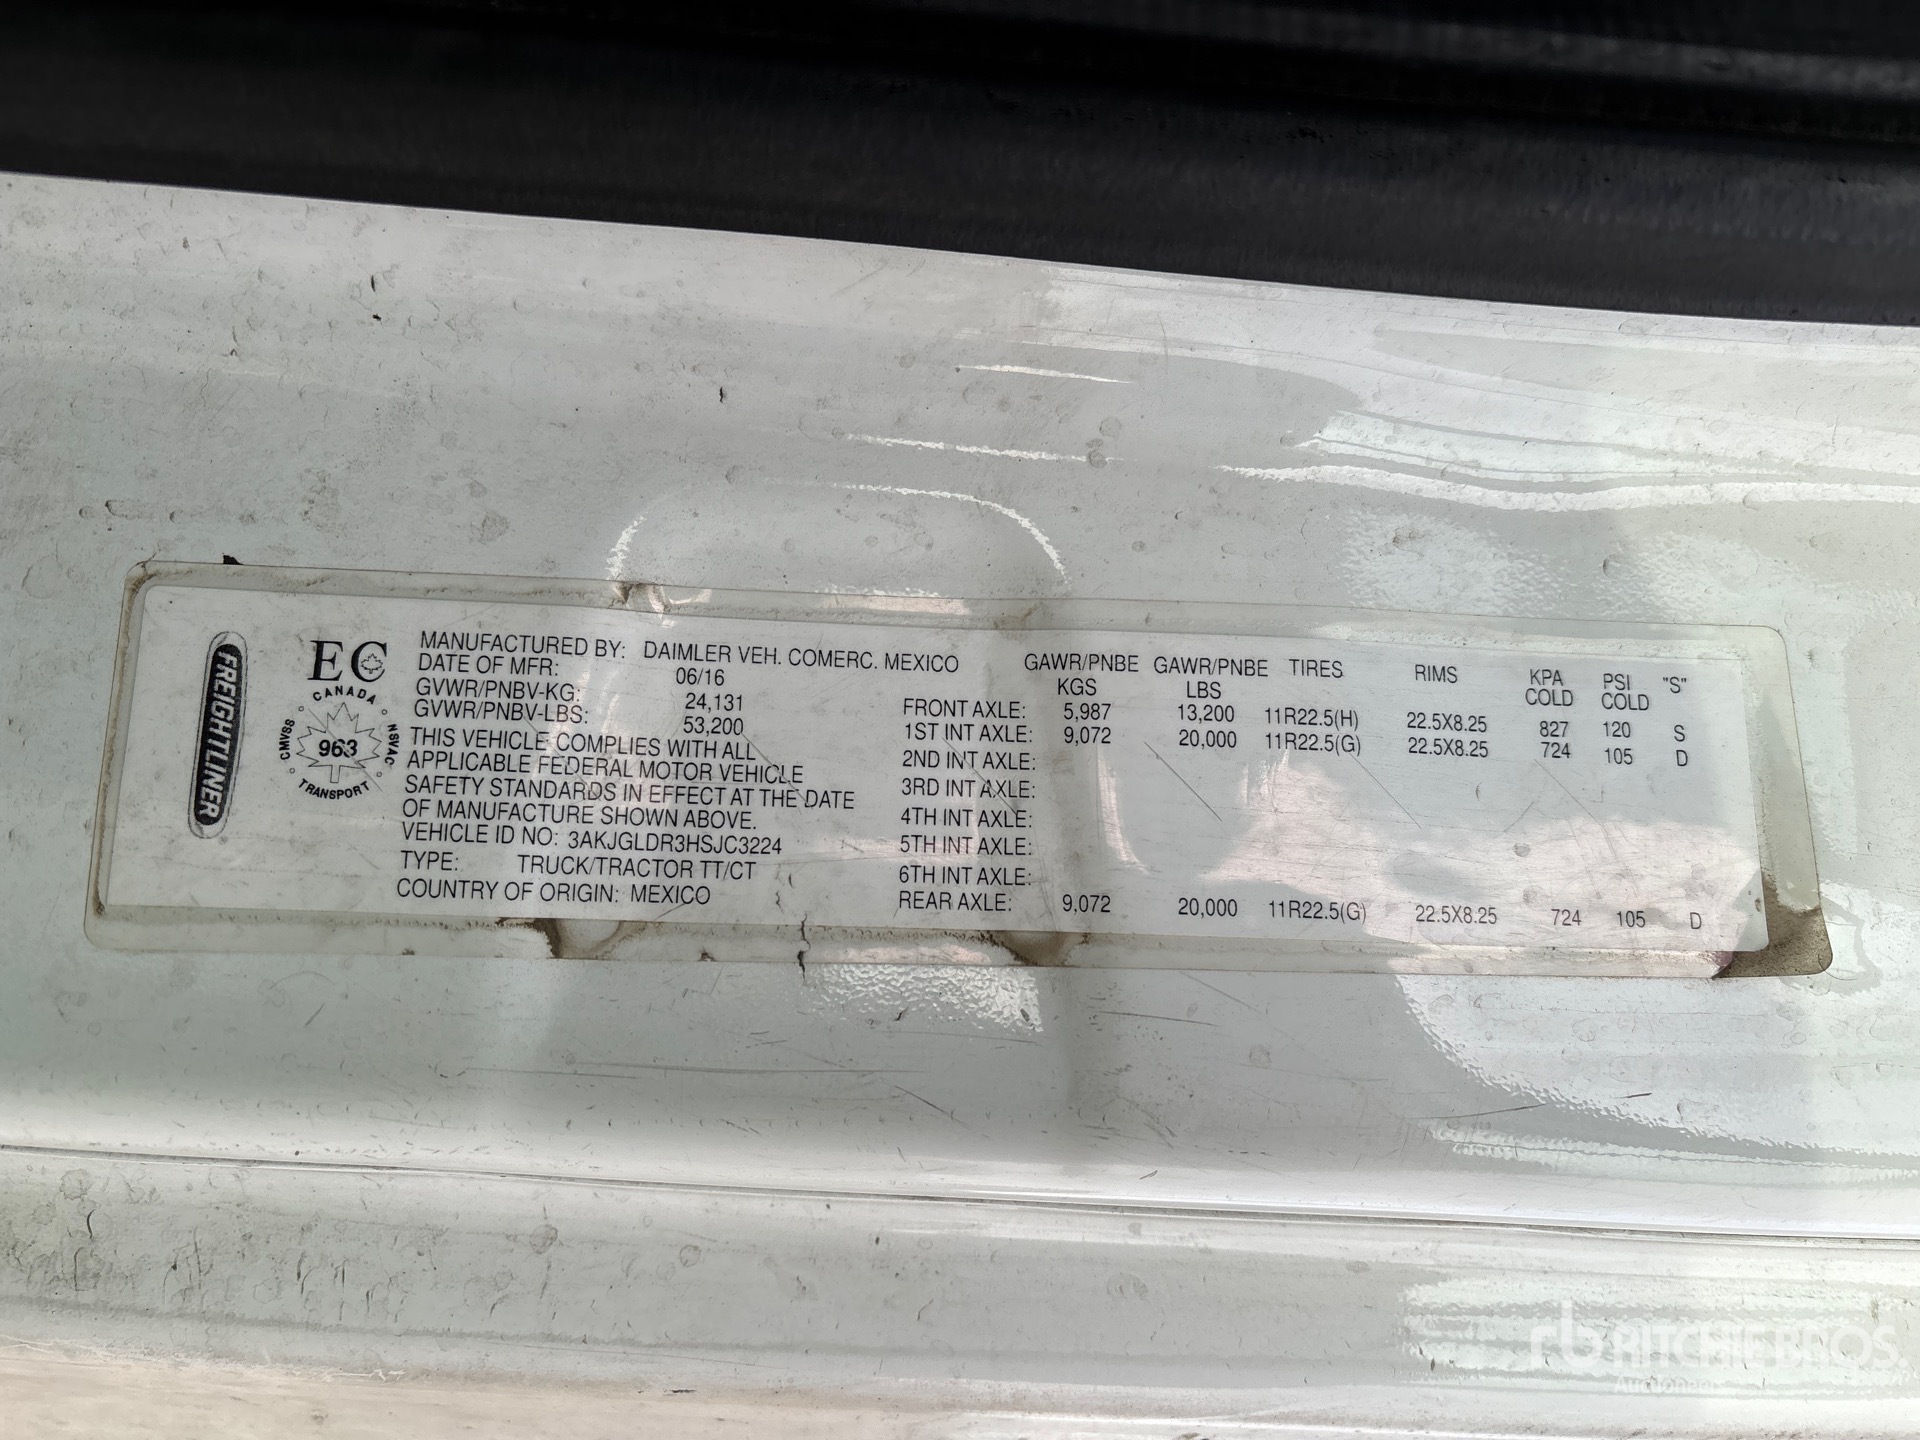 FREIGHTLINER
EC
CANADA
CMVSS
963
NSVAC
TRANSPORT
MANUFACTURED BY: DAIMLER VEH. COMERC. MEXICO
DATE OF MFR: 06/16
GVWR/PNBV-KG: 24,131
GVWR/PNBV-LBS: 53,200
THIS VEHICLE COMPLIES WITH ALL
APPLICABLE FEDERAL MOTOR VEHICLE
SAFETY STANDARDS IN EFFECT AT THE DATE
OF MANUFACTURE SHOWN ABOVE.
VEHICLE ID NO: 3AKJGLDR3HSJC3224
TYPE: TRUCK/TRACTOR TT/CT
COUNTRY OF ORIGIN: MEXICO
GAWR/PNBE GAWR/PNBE TIRES RIMS KPA PSI "S"
KGS LBS COLD COLD
FRONT AXLE: 5,987 13,200 11R22.5(H) 22.5X8.25 827 120 S
1ST INT AXLE: 9,072 20,000 11R22.5(G) 22.5X8.25 724 105 D
2ND INT AXLE:
3RD INT AXLE:
4TH INT AXLE:
5TH INT AXLE:
6TH INT AXLE:
REAR AXLE: 9,072 20,000 11R22.5(G) 22.5X8.25 724 105 D
rb RITCHIE BROS.
Auctioneers